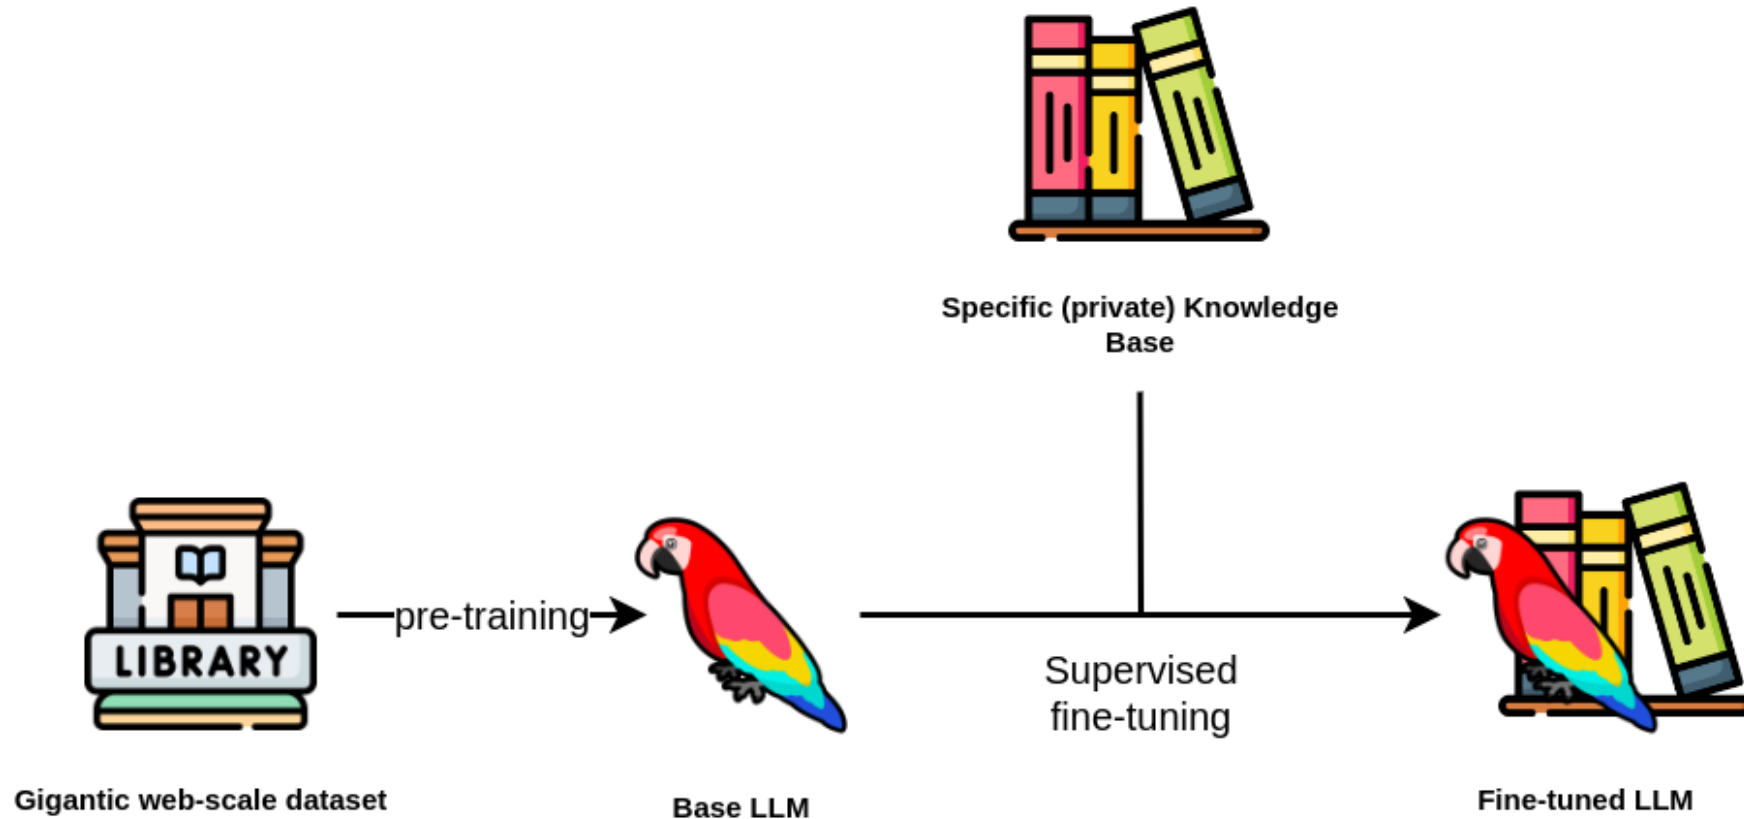 Specific (private) Knowledge
Base
LIBRARY
pre-training
Supervised
fine-tuning
Gigantic web-scale dataset
Base LLM
Fine-tuned LLM